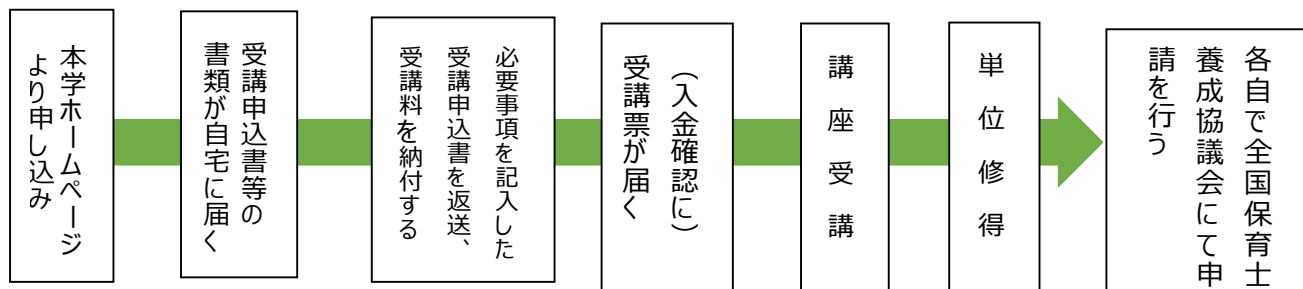 本学ホームページ
より申し込み
受講申込書等の
書類が自宅に届く
必要事項を記入した
受講申込書を返送、
受講料を納付する
（入金確認に）
受講票が届く
講座受講
単位修得
各自で全国保育士
養成協議会にて申
請を行う